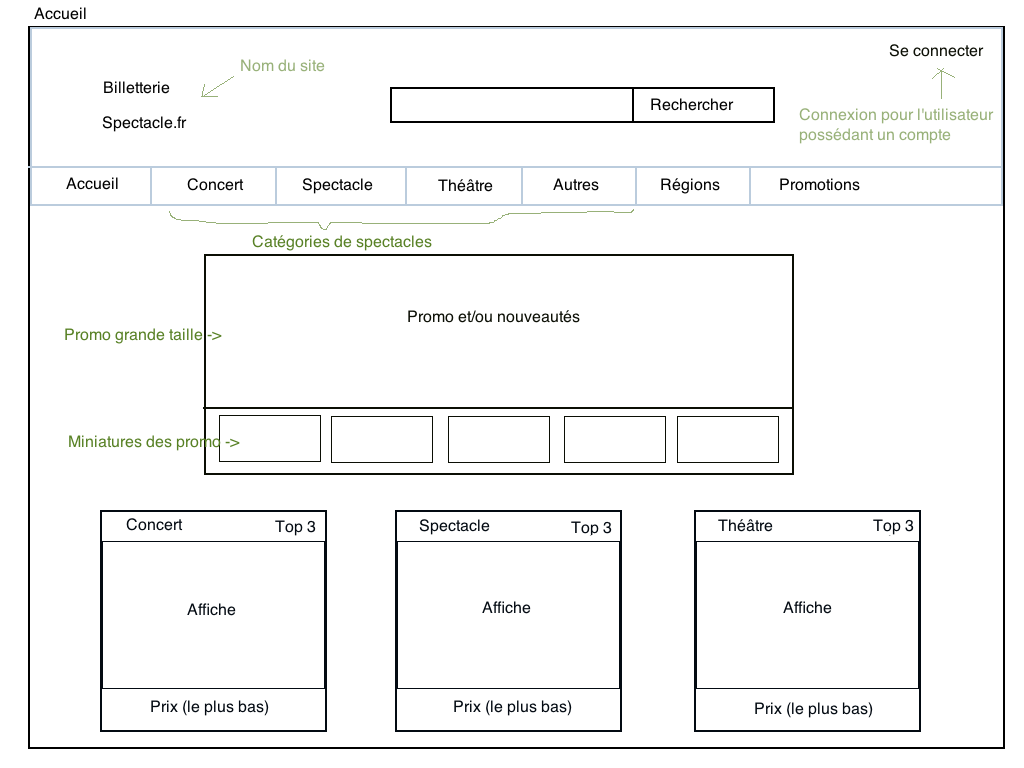 Accueil
Se connecter
Nom du site
Billetterie
Rechercher
Connexion pour l'utilisateur
possédant un compte
Spectacle.fr
Accueil Concert Spectacle Théâtre Autres Régions Promotions
Catégories de spectacles
Promo et/ou nouveautés
Promo grande taille ->
Miniatures des promo ->
Concert Top 3
Affiche
Prix (le plus bas)
Spectacle Top 3
Affiche
Prix (le plus bas)
Théâtre Top 3
Affiche
Prix (le plus bas)